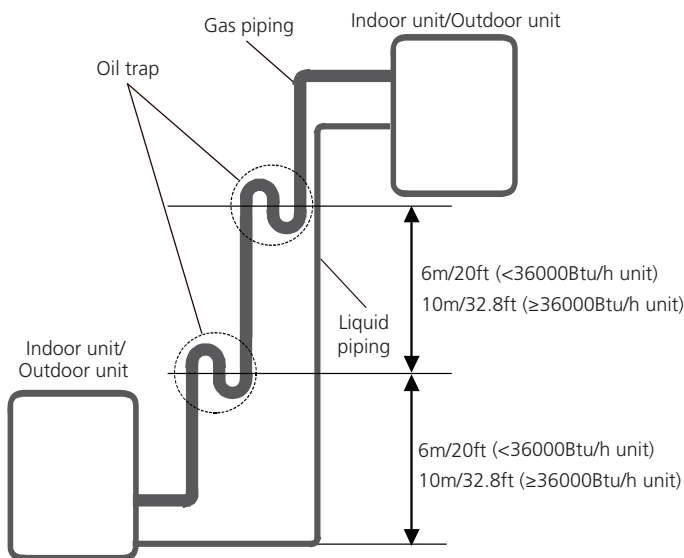 Gas piping
Indoor unit/Outdoor unit
Oil trap
6m/20ft (<36000Btu/h unit)
10m/32.8ft (≥36000Btu/h unit)
Liquid
piping
Indoor unit/
Outdoor unit
6m/20ft (<36000Btu/h unit)
10m/32.8ft (≥36000Btu/h unit)